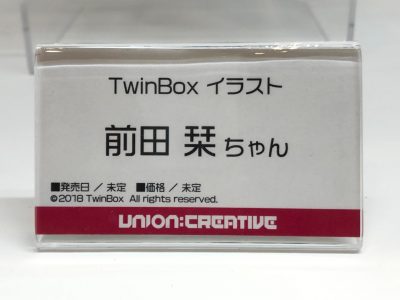 TwinBox イラスト
前田 栞ちゃん
■発売日 / 未定 ■価格 / 未定
©2018 TwinBox All rights reserved.
UNION:CREATIVE